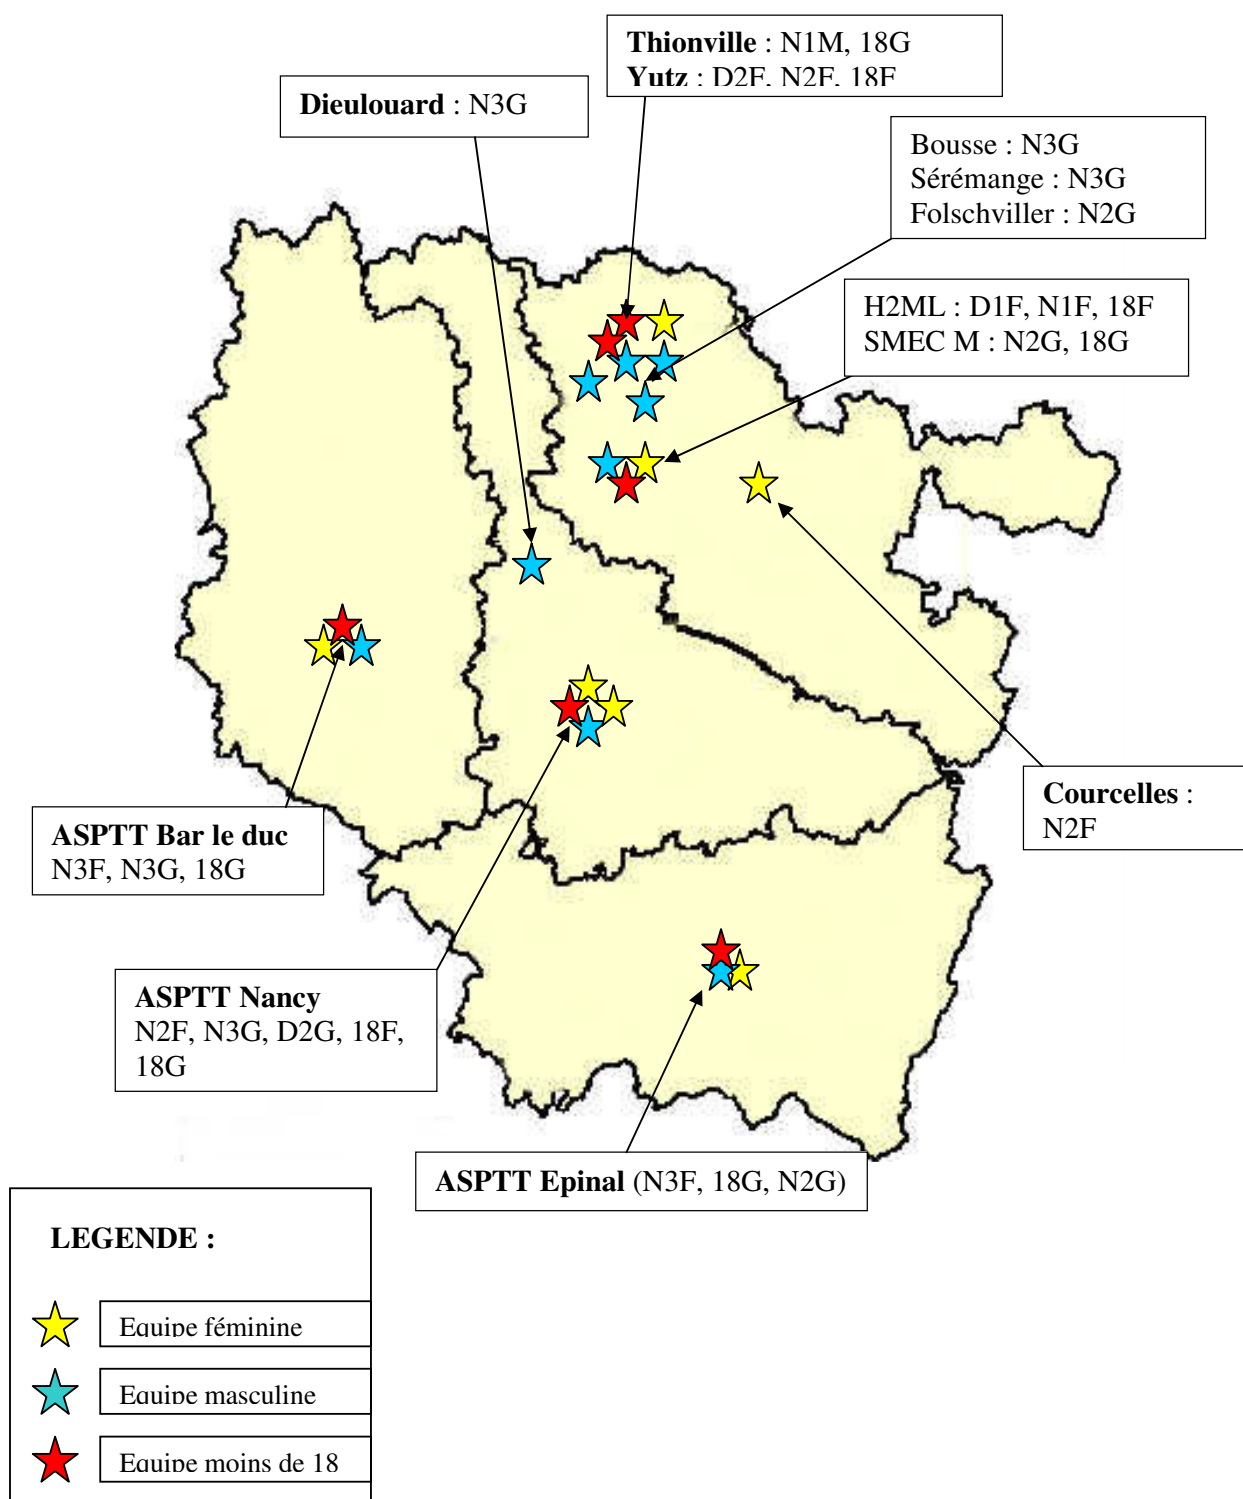 Thionville : N1M, 18G
Yutz : D2F, N2F, 18F
Dieulouard : N3G
Bousse : N3G
Sérémange : N3G
Folschviller : N2G
H2ML : D1F, N1F, 18F
SMEC M : N2G, 18G
Courcelles :
N2F
ASPTT Bar le duc
N3F, N3G, 18G
ASPTT Nancy
N2F, N3G, D2G, 18F,
18G
ASPTT Epinal (N3F, 18G, N2G)
LEGENDE :
Equipe féminine
Equipe masculine
Equipe moins de 18